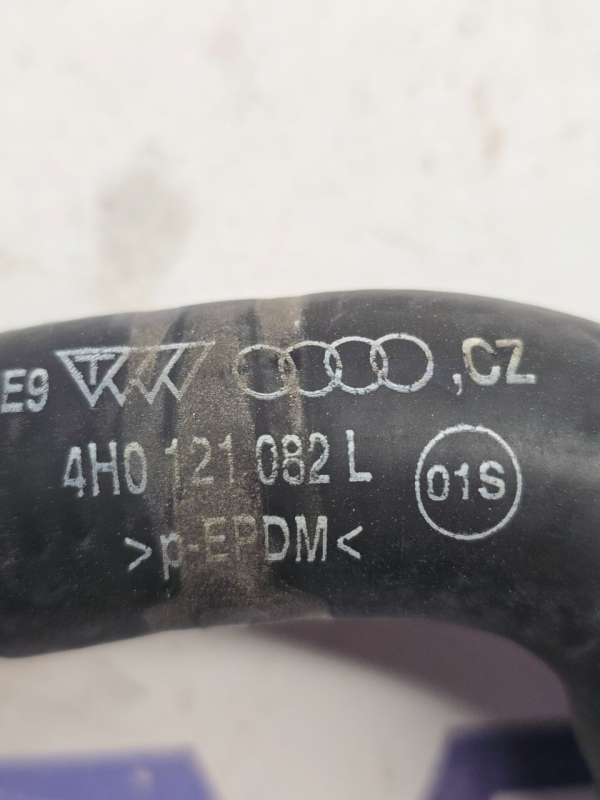 E9 ,CZ
4H0 121 082 L
01S
>p-EPDM<